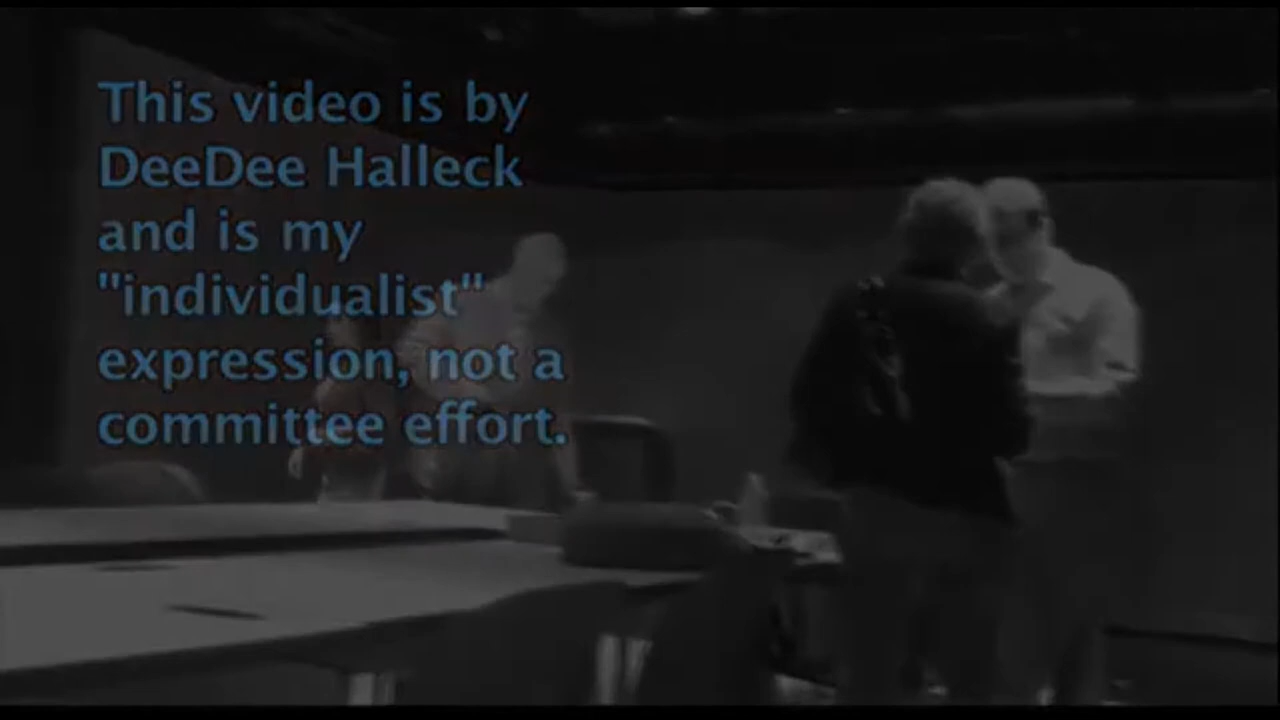 This video is by
DeeDee Halleck
and is my
"individualist"
expression, not a
committee effort.